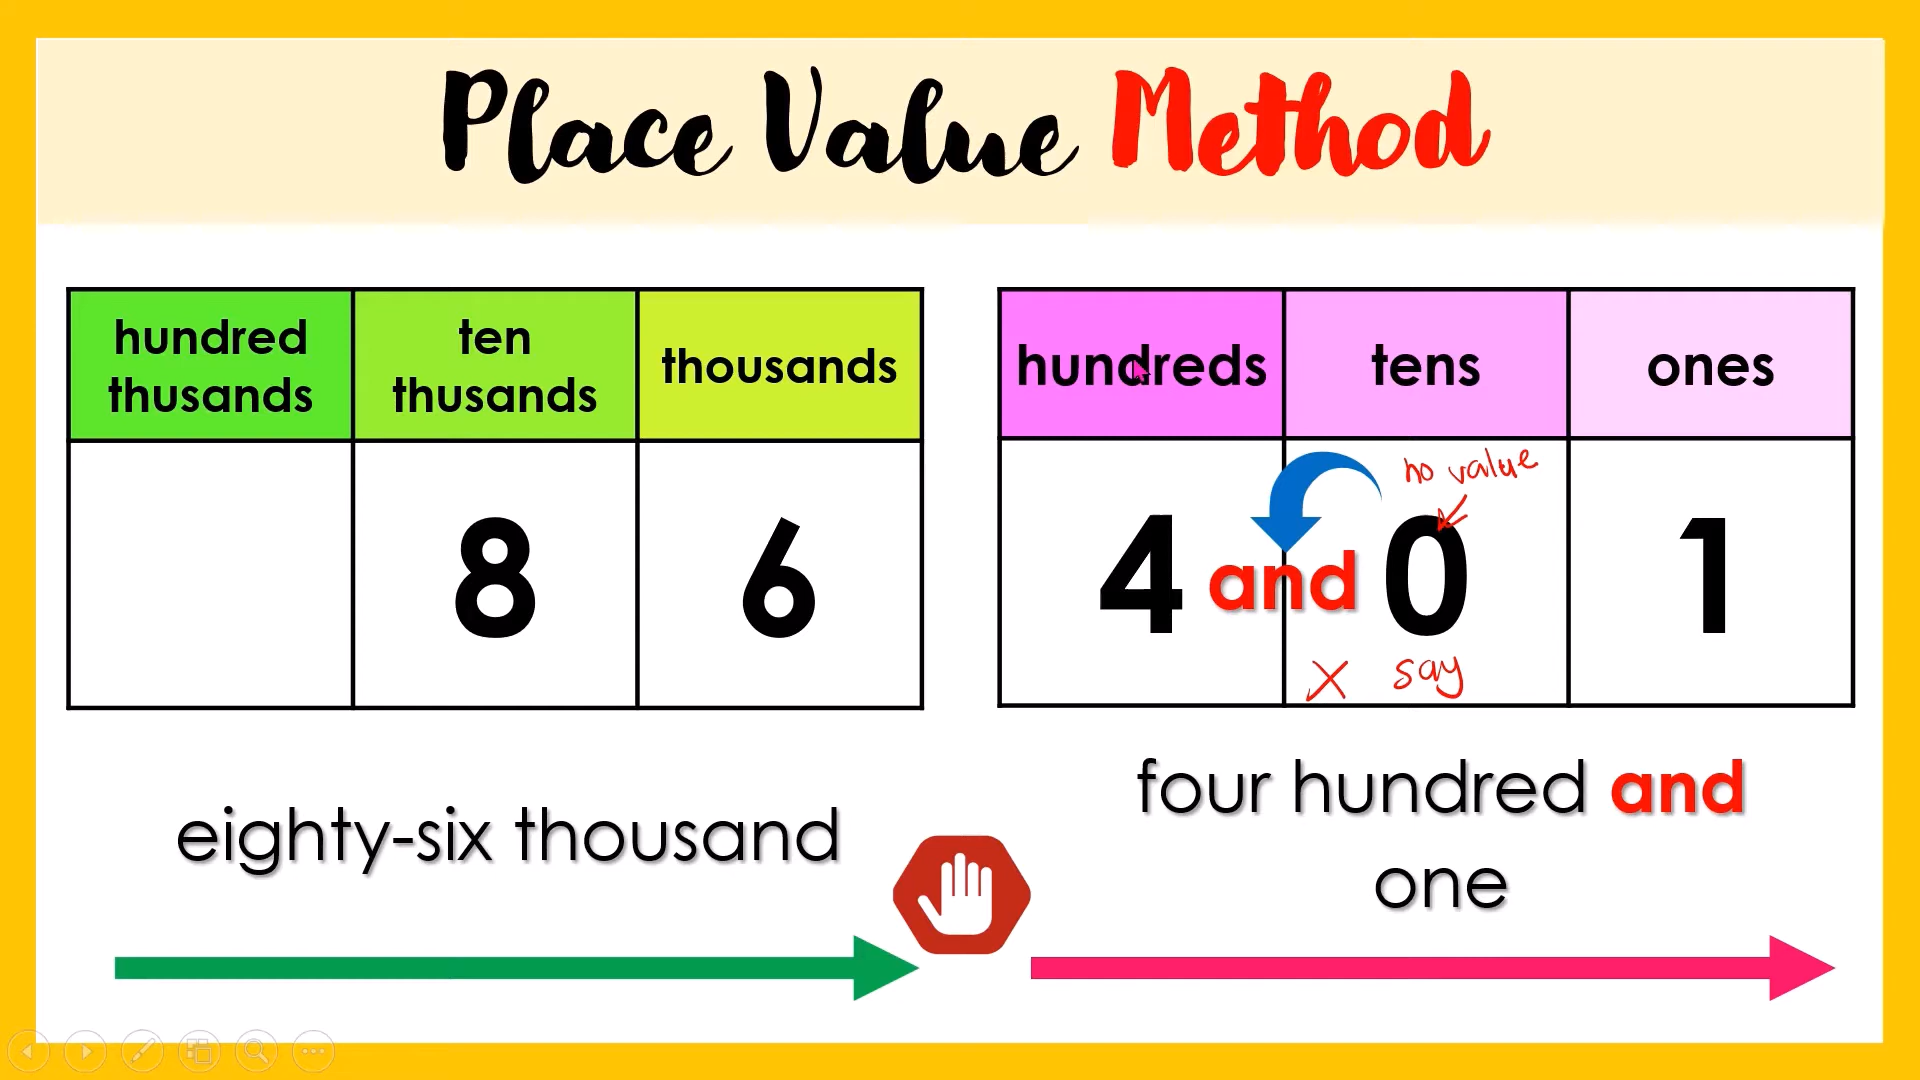 Place Value Method
hundred
thusands
ten
thusands
thousands
8
6
hundreds
tens
ones
no value
4 and 0
1
X say
eighty-six thousand
four hundred and
one